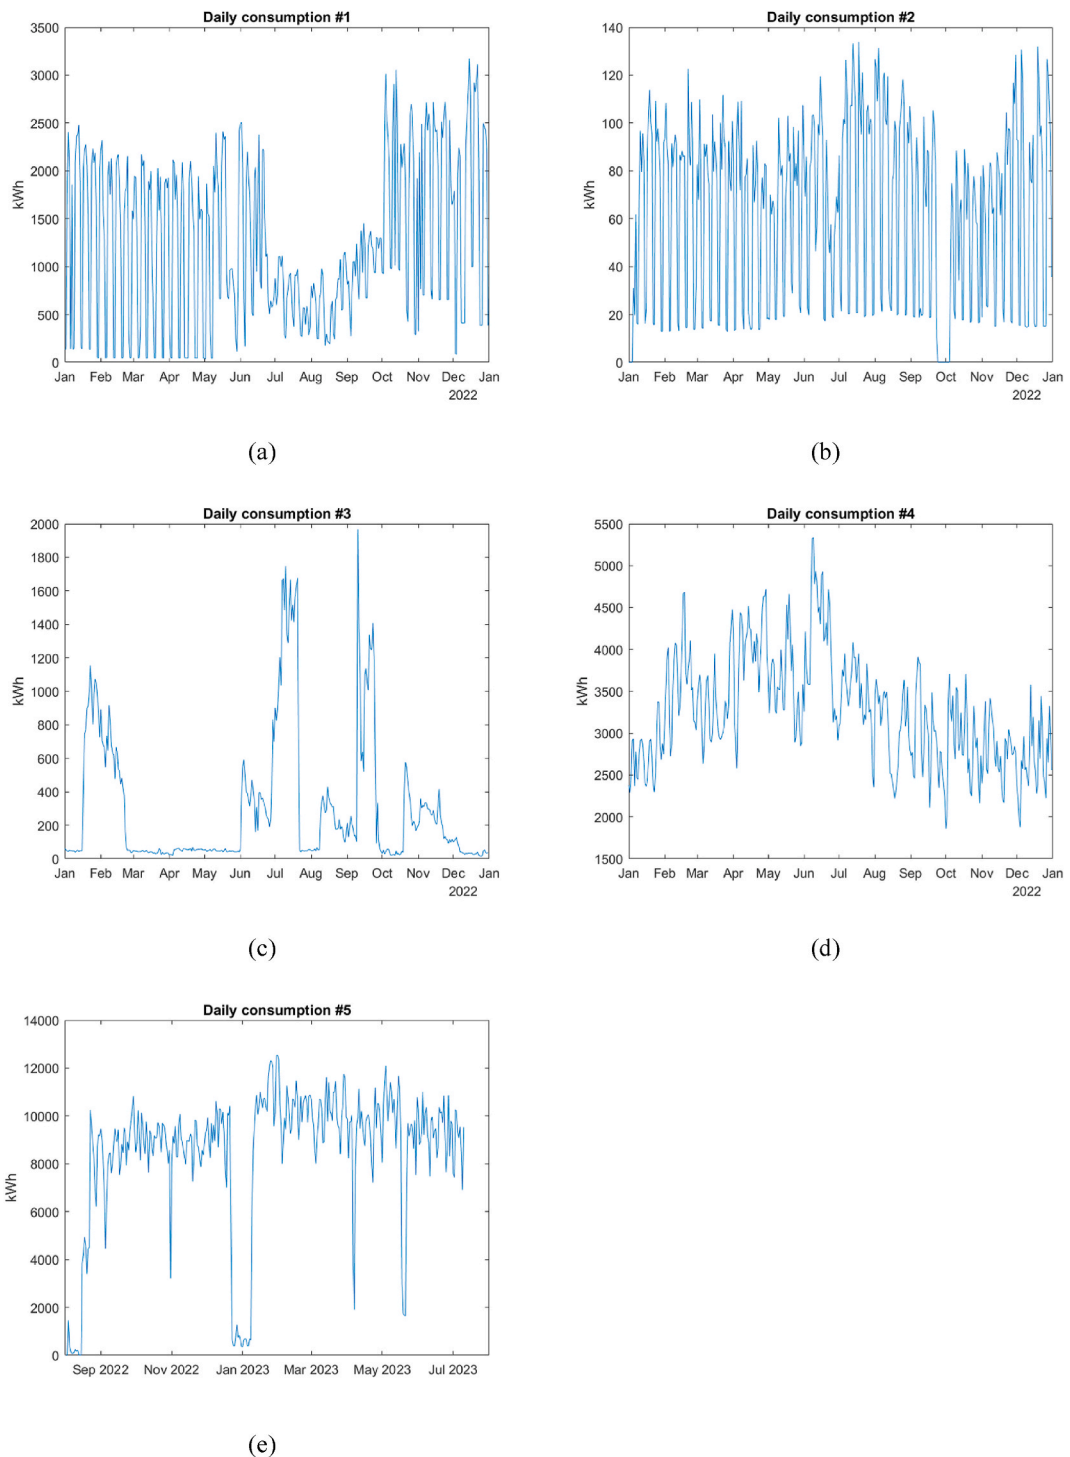 Daily consumption #1
3500
3000
2500
2000
1500
1000
500
0
kWh
Jan Feb Mar Apr May Jun Jul Aug Sep Oct Nov Dec Jan
2022
(a)
Daily consumption #2
140
120
100
80
60
40
20
0
kWh
Jan Feb Mar Apr May Jun Jul Aug Sep Oct Nov Dec Jan
2022
(b)
Daily consumption #3
2000
1800
1600
1400
1200
1000
800
600
400
200
0
kWh
Jan Feb Mar Apr May Jun Jul Aug Sep Oct Nov Dec Jan
2022
(c)
Daily consumption #4
5500
5000
4500
4000
3500
3000
2500
2000
1500
kWh
Jan Feb Mar Apr May Jun Jul Aug Sep Oct Nov Dec Jan
2022
(d)
Daily consumption #5
14000
12000
10000
8000
6000
4000
2000
0
kWh
Sep 2022 Nov 2022 Jan 2023 Mar 2023 May 2023 Jul 2023
(e)